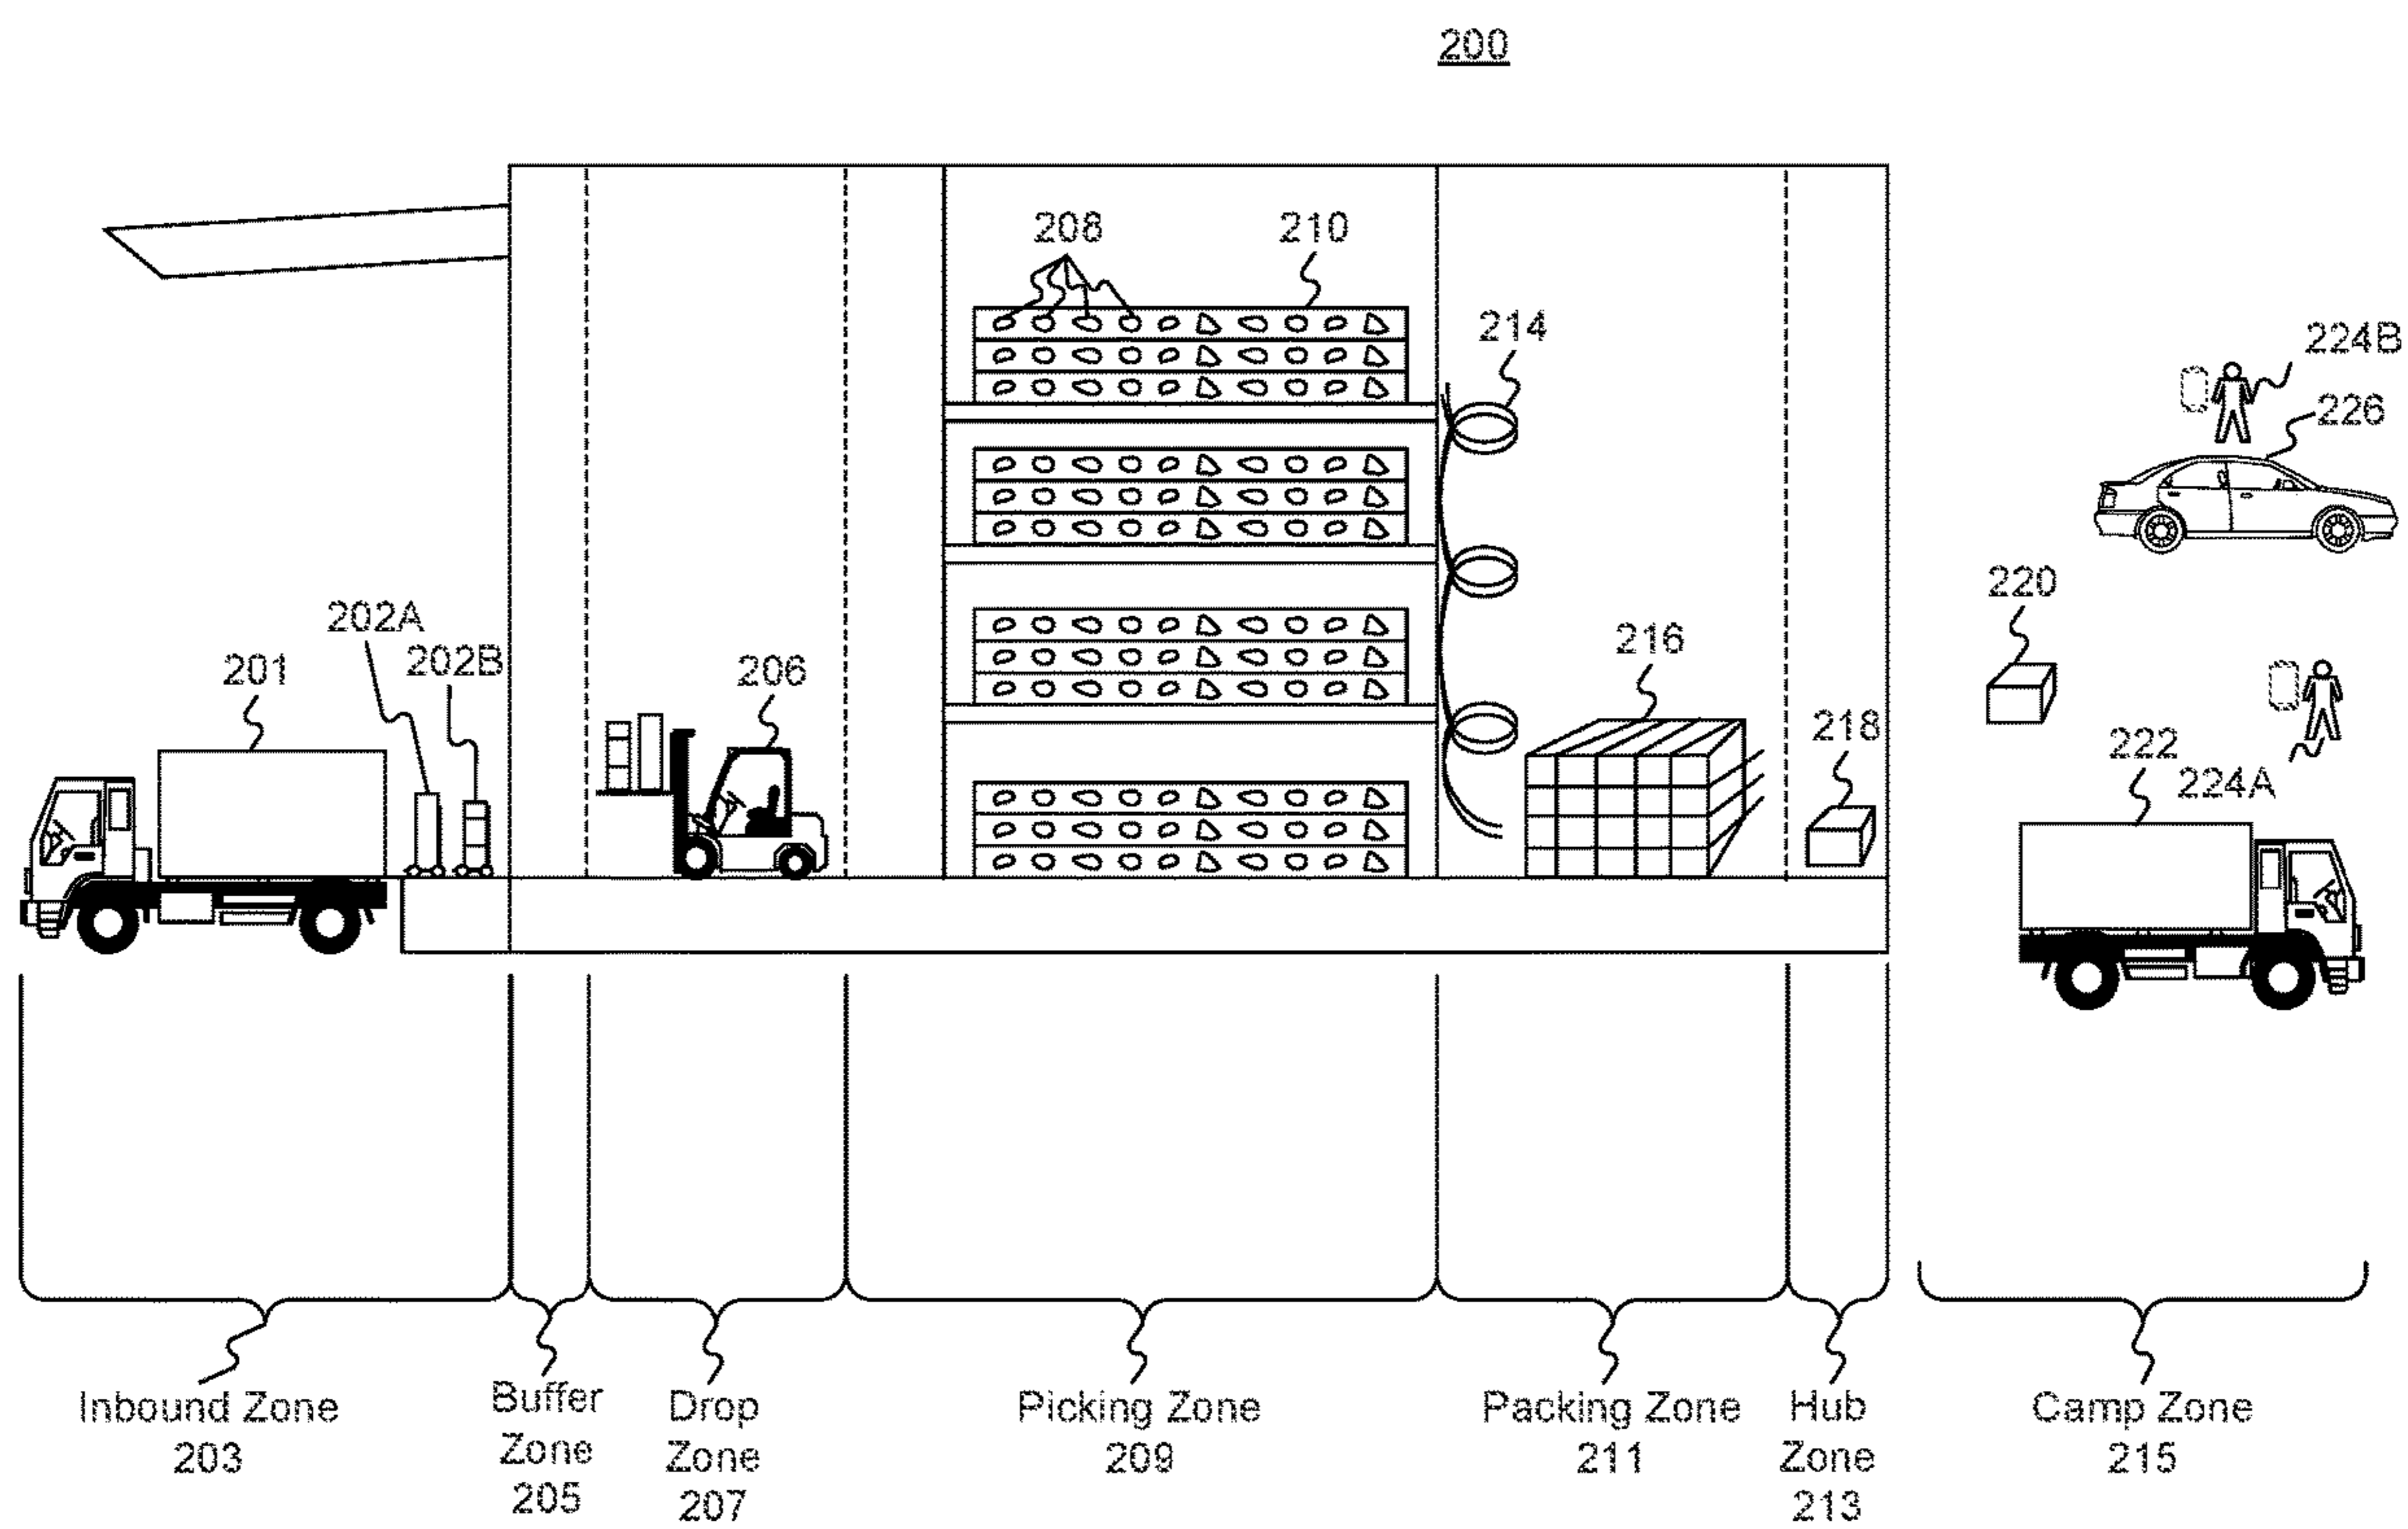 200
208
210
214
224B
226
202A
202B
201
206
216
220
218
222
224A
Inbound Zone
203
Buffer
Zone
205
Drop
Zone
207
Picking Zone
209
Packing Zone
211
Hub
Zone
213
Camp Zone
215